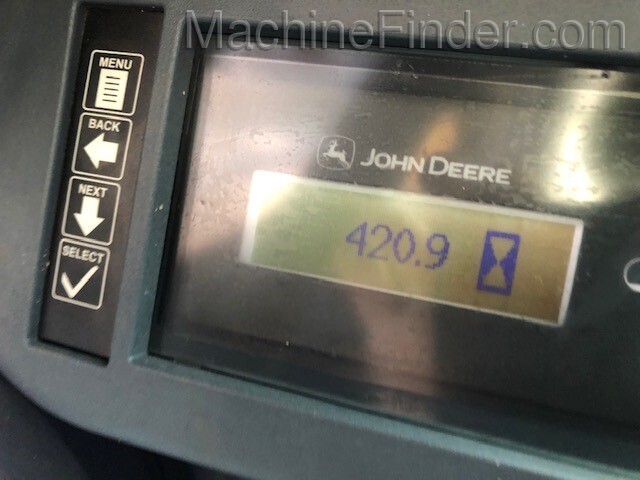 MachineFinder.com
MENU
BACK
NEXT
SELECT
JOHN DEERE
420.9